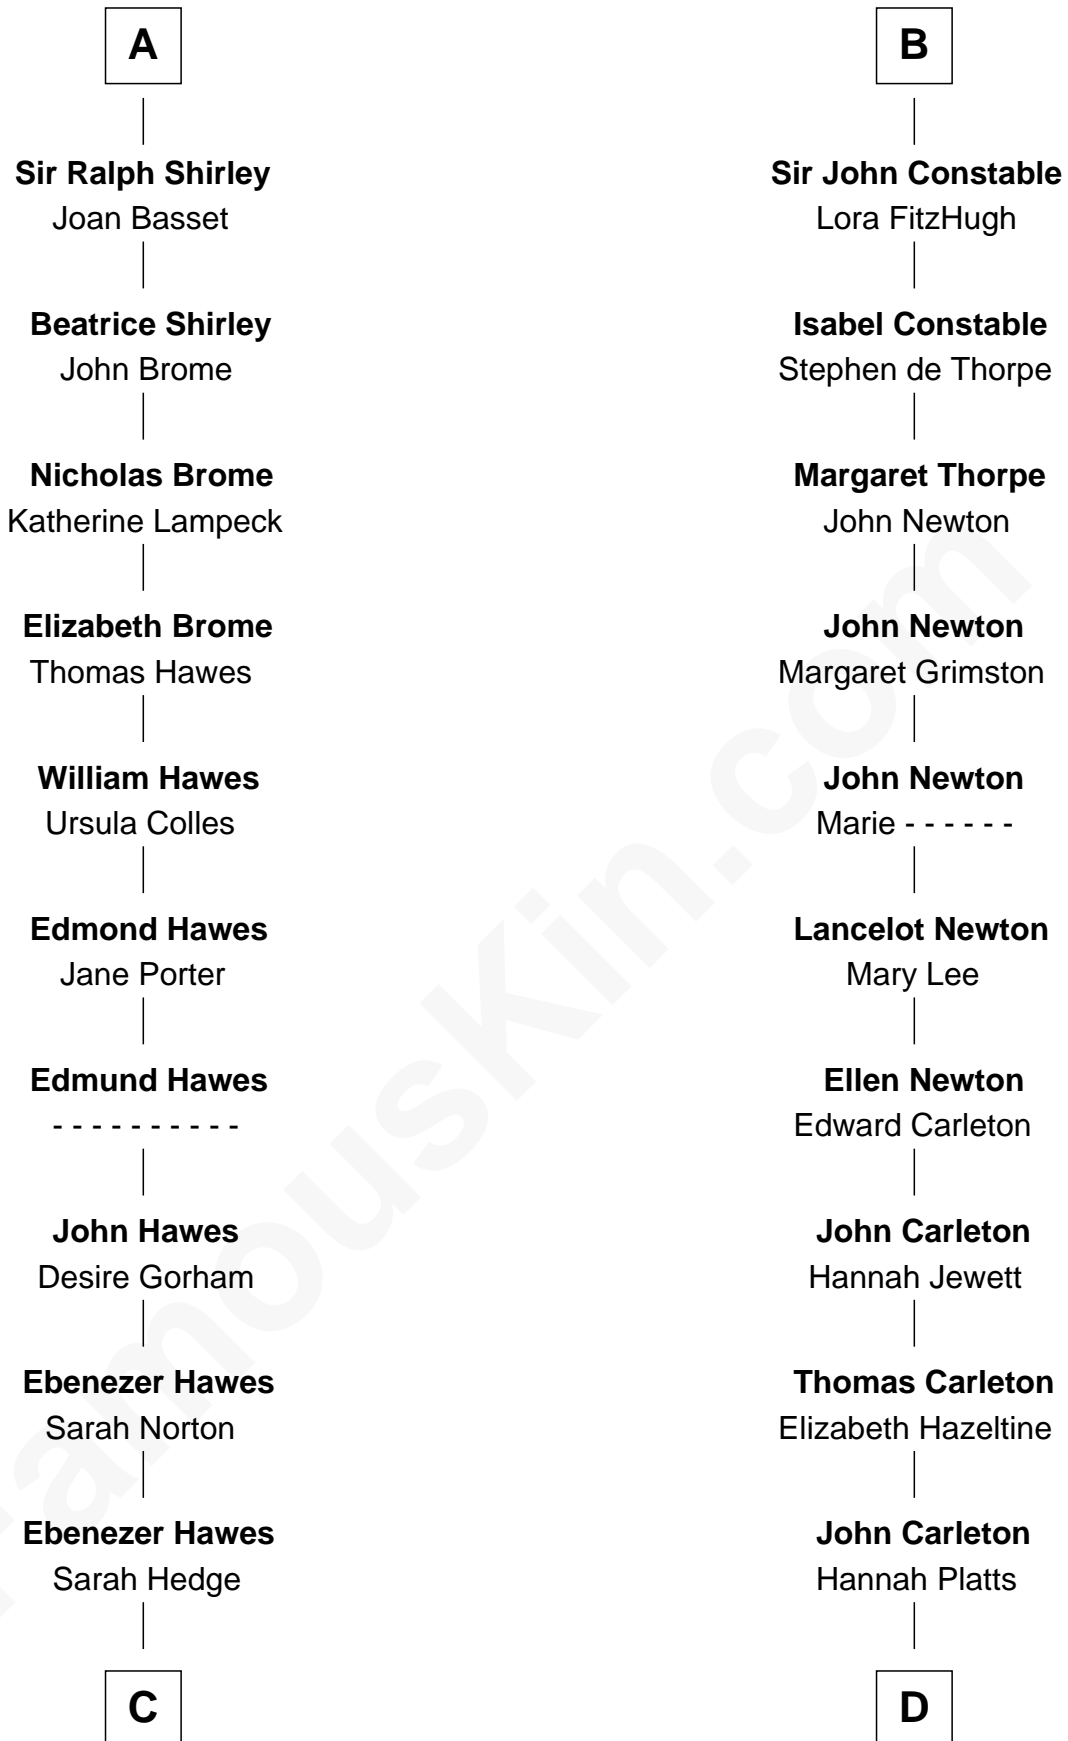 A
Sir Ralph Shirley
Joan Basset
Beatrice Shirley
John Brome
Nicholas Brome
Katherine Lampeck
Elizabeth Brome
Thomas Hawes
William Hawes
Ursula Colles
Edmond Hawes
Jane Porter
Edmund Hawes
- - - - - - - - - -
John Hawes
Desire Gorham
Ebenezer Hawes
Sarah Norton
Ebenezer Hawes
Sarah Hedge
C
B
Sir John Constable
Lora FitzHugh
Isabel Constable
Stephen de Thorpe
Margaret Thorpe
John Newton
John Newton
Margaret Grimston
John Newton
Marie - - - - - -
Lancelot Newton
Mary Lee
Ellen Newton
Edward Carleton
John Carleton
Hannah Jewett
Thomas Carleton
Elizabeth Hazeltine
John Carleton
Hannah Platts
D
FamousKin.com